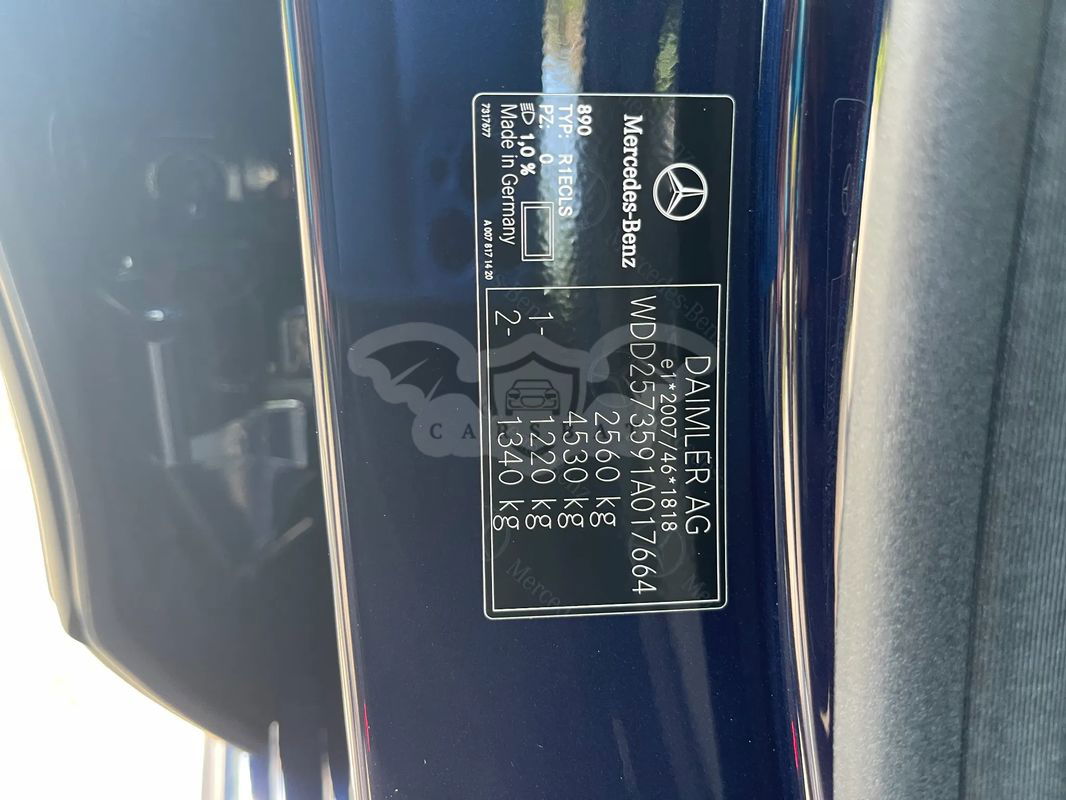 Mercedes-Benz
890
TYP: R1ECLS
PZ: 0
1,0 %
Made in Germany
7317677
A 007 817 14 20
DAIMLER AG
e1*2007/46*1818
WDD2573591A017664
2560 kg
4530 kg
1- 1220 kg
2- 1340 kg